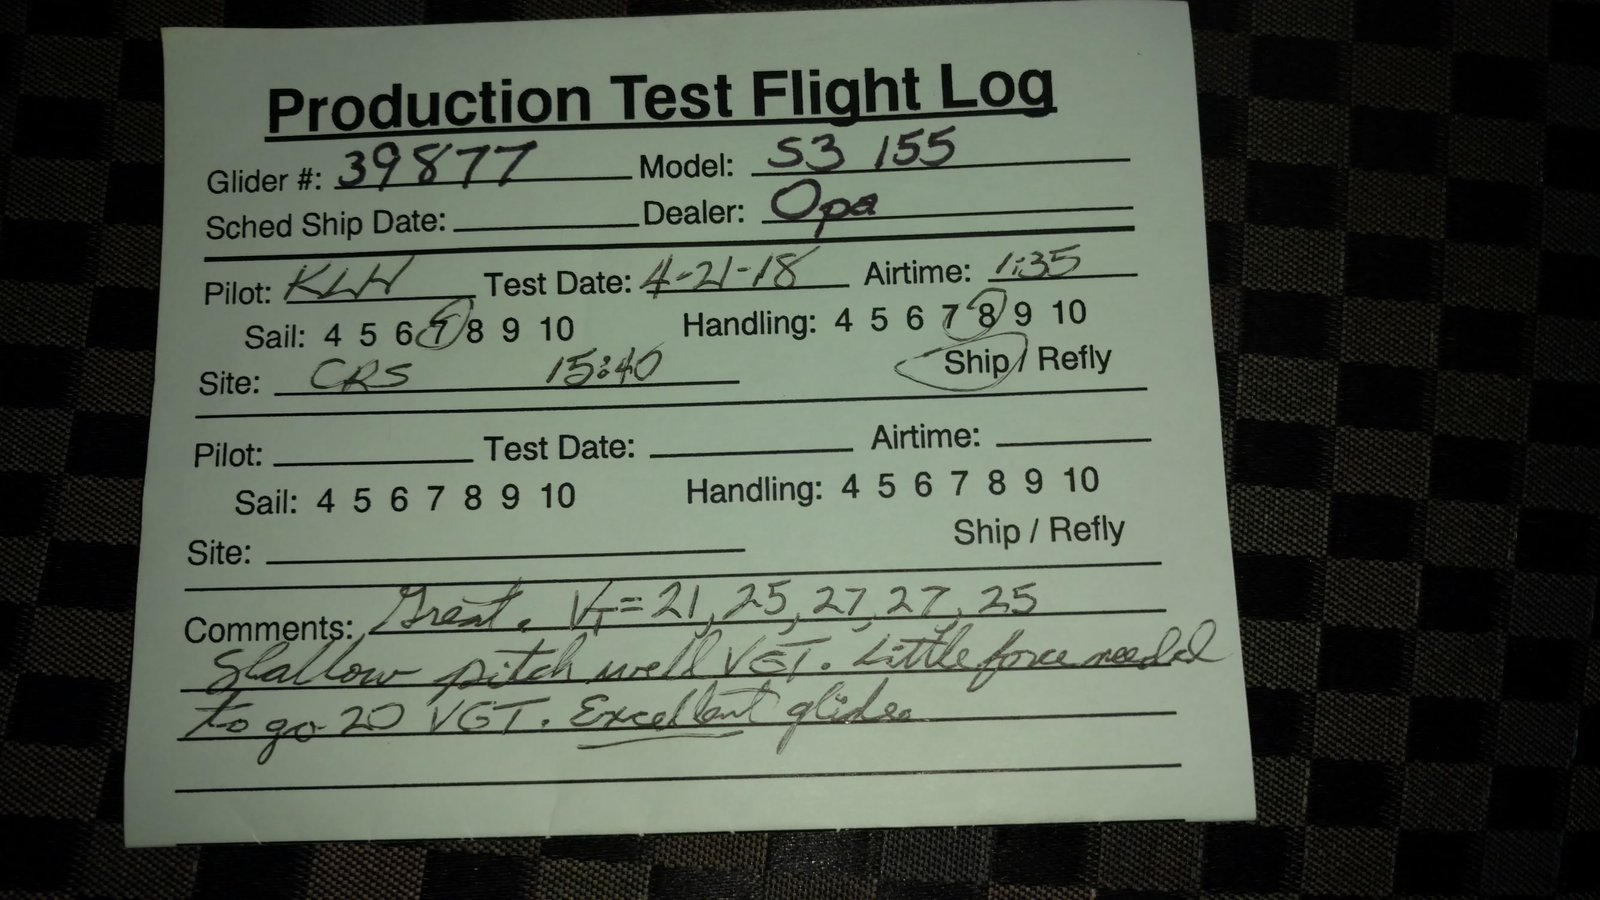 Production Test Flight Log
Glider #: 39877 Model: S3 155
Sched Ship Date: Dealer: Opa
Pilot: KLH Test Date: 4-21-18 Airtime: 1:35
Sail: 4 5 6 7 8 9 10 Handling: 4 5 6 7 8 9 10
Site: CRS 15:40 Ship / Refly
Pilot: Test Date: Airtime:
Sail: 4 5 6 7 8 9 10 Handling: 4 5 6 7 8 9 10
Site: Ship / Refly
Comments: Great. VT = 21, 25, 27, 27, 25
Shallow pitch well VGT. Little force needed
to go 20 VGT. Excellent glider